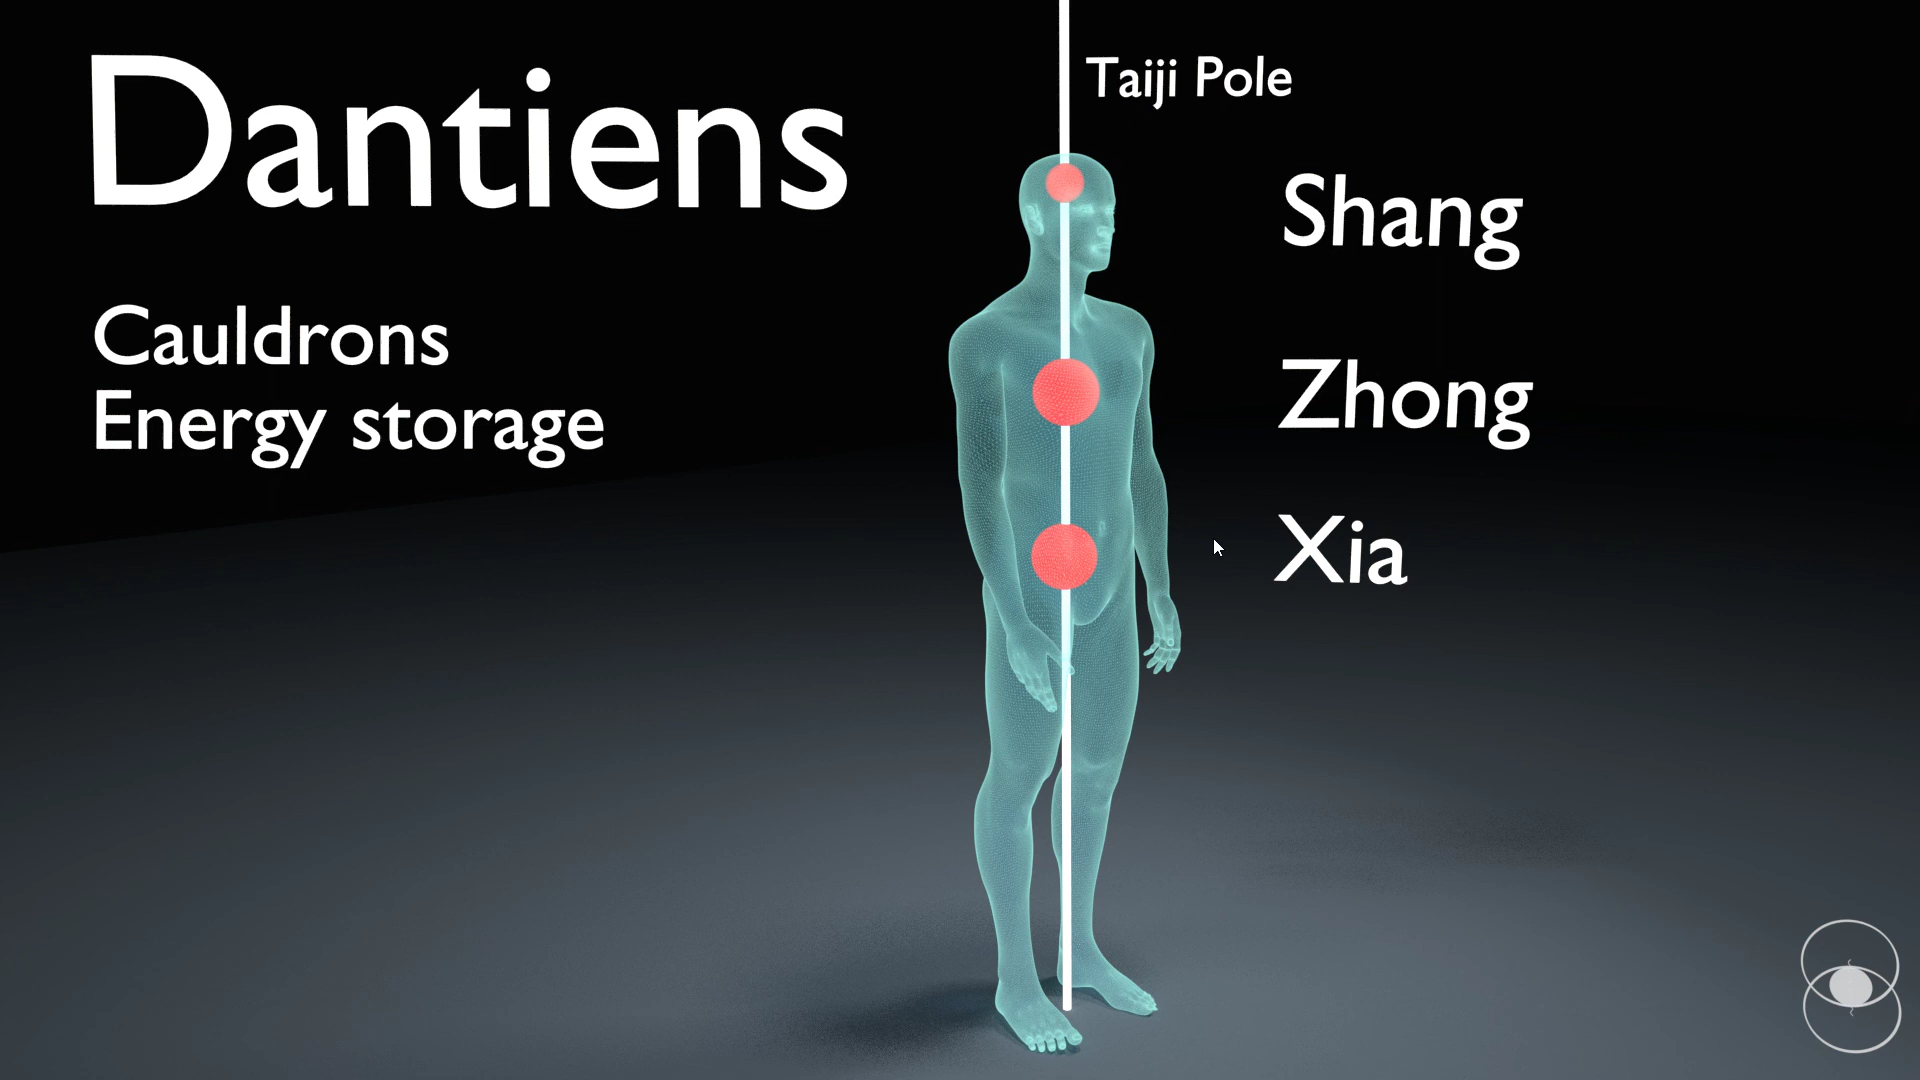 Dantiens
Cauldrons
Energy storage
Taiji Pole
Shang
Zhong
Xia